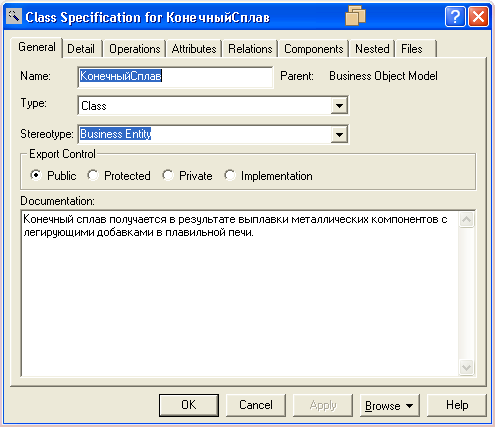 Class Specification for КонечныйСплав
General Detail Operations Attributes Relations Components Nested Files
Name: КонечныйСплав Parent: Business Object Model
Type: Class
Stereotype: Business Entity
Export Control
Public Protected Private Implementation
Documentation:
Конечный сплав получается в результате выплавки металлических компонентов с
легирующими добавками в плавильной печи.
OK Cancel Apply Browse Help